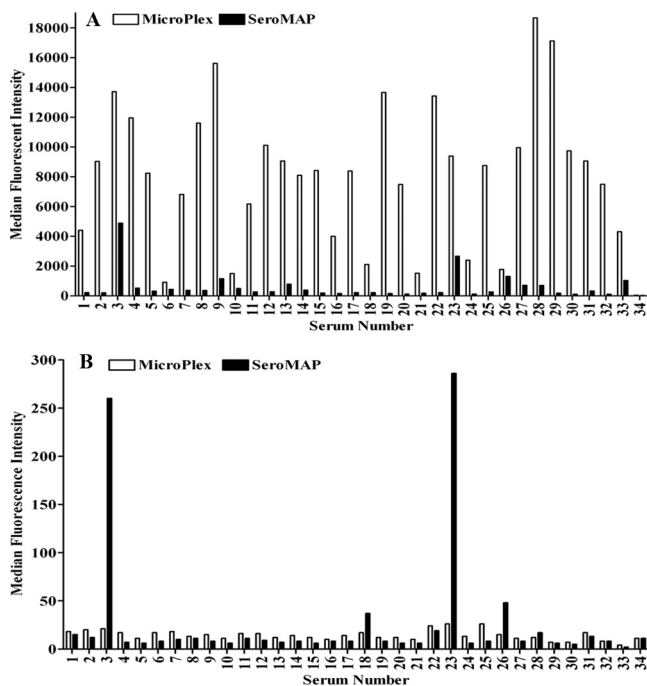 A
MicroPlex SeroMAP
Median Fluorescent Intensity
18000
16000
14000
12000
10000
8000
6000
4000
2000
0
1 2 3 4 5 6 7 8 9 10 11 12 13 14 15 16 17 18 19 20 21 22 23 24 25 26 27 28 29 30 31 32 33 34
Serum Number
B
MicroPlex SeroMAP
Median Fluorescence Intensity
300
250
200
150
100
50
0
1 2 3 4 5 6 7 8 9 10 11 12 13 14 15 16 17 18 19 20 21 22 23 24 25 26 27 28 29 30 31 32 33 34
Serum Number